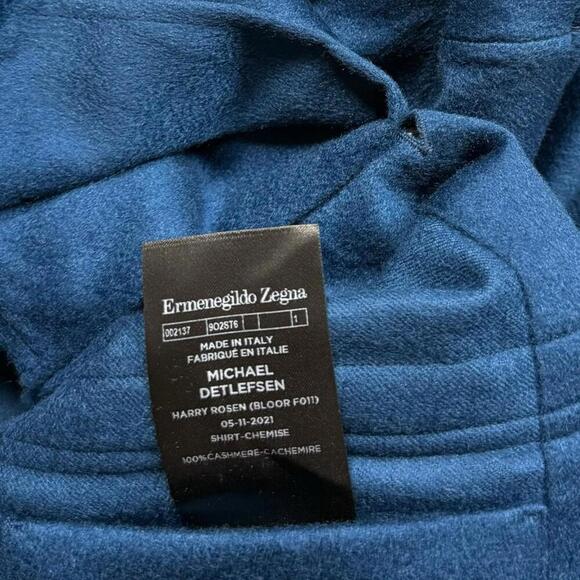 Ermenegildo Zegna
002137 9O2ST6 1
MADE IN ITALY
FABRIQUÉ EN ITALIE
MICHAEL
DETLEFSEN
HARRY ROSEN (BLOOR F011)
05-11-2021
SHIRT-CHEMISE
100%CASHMERE-CACHEMIRE